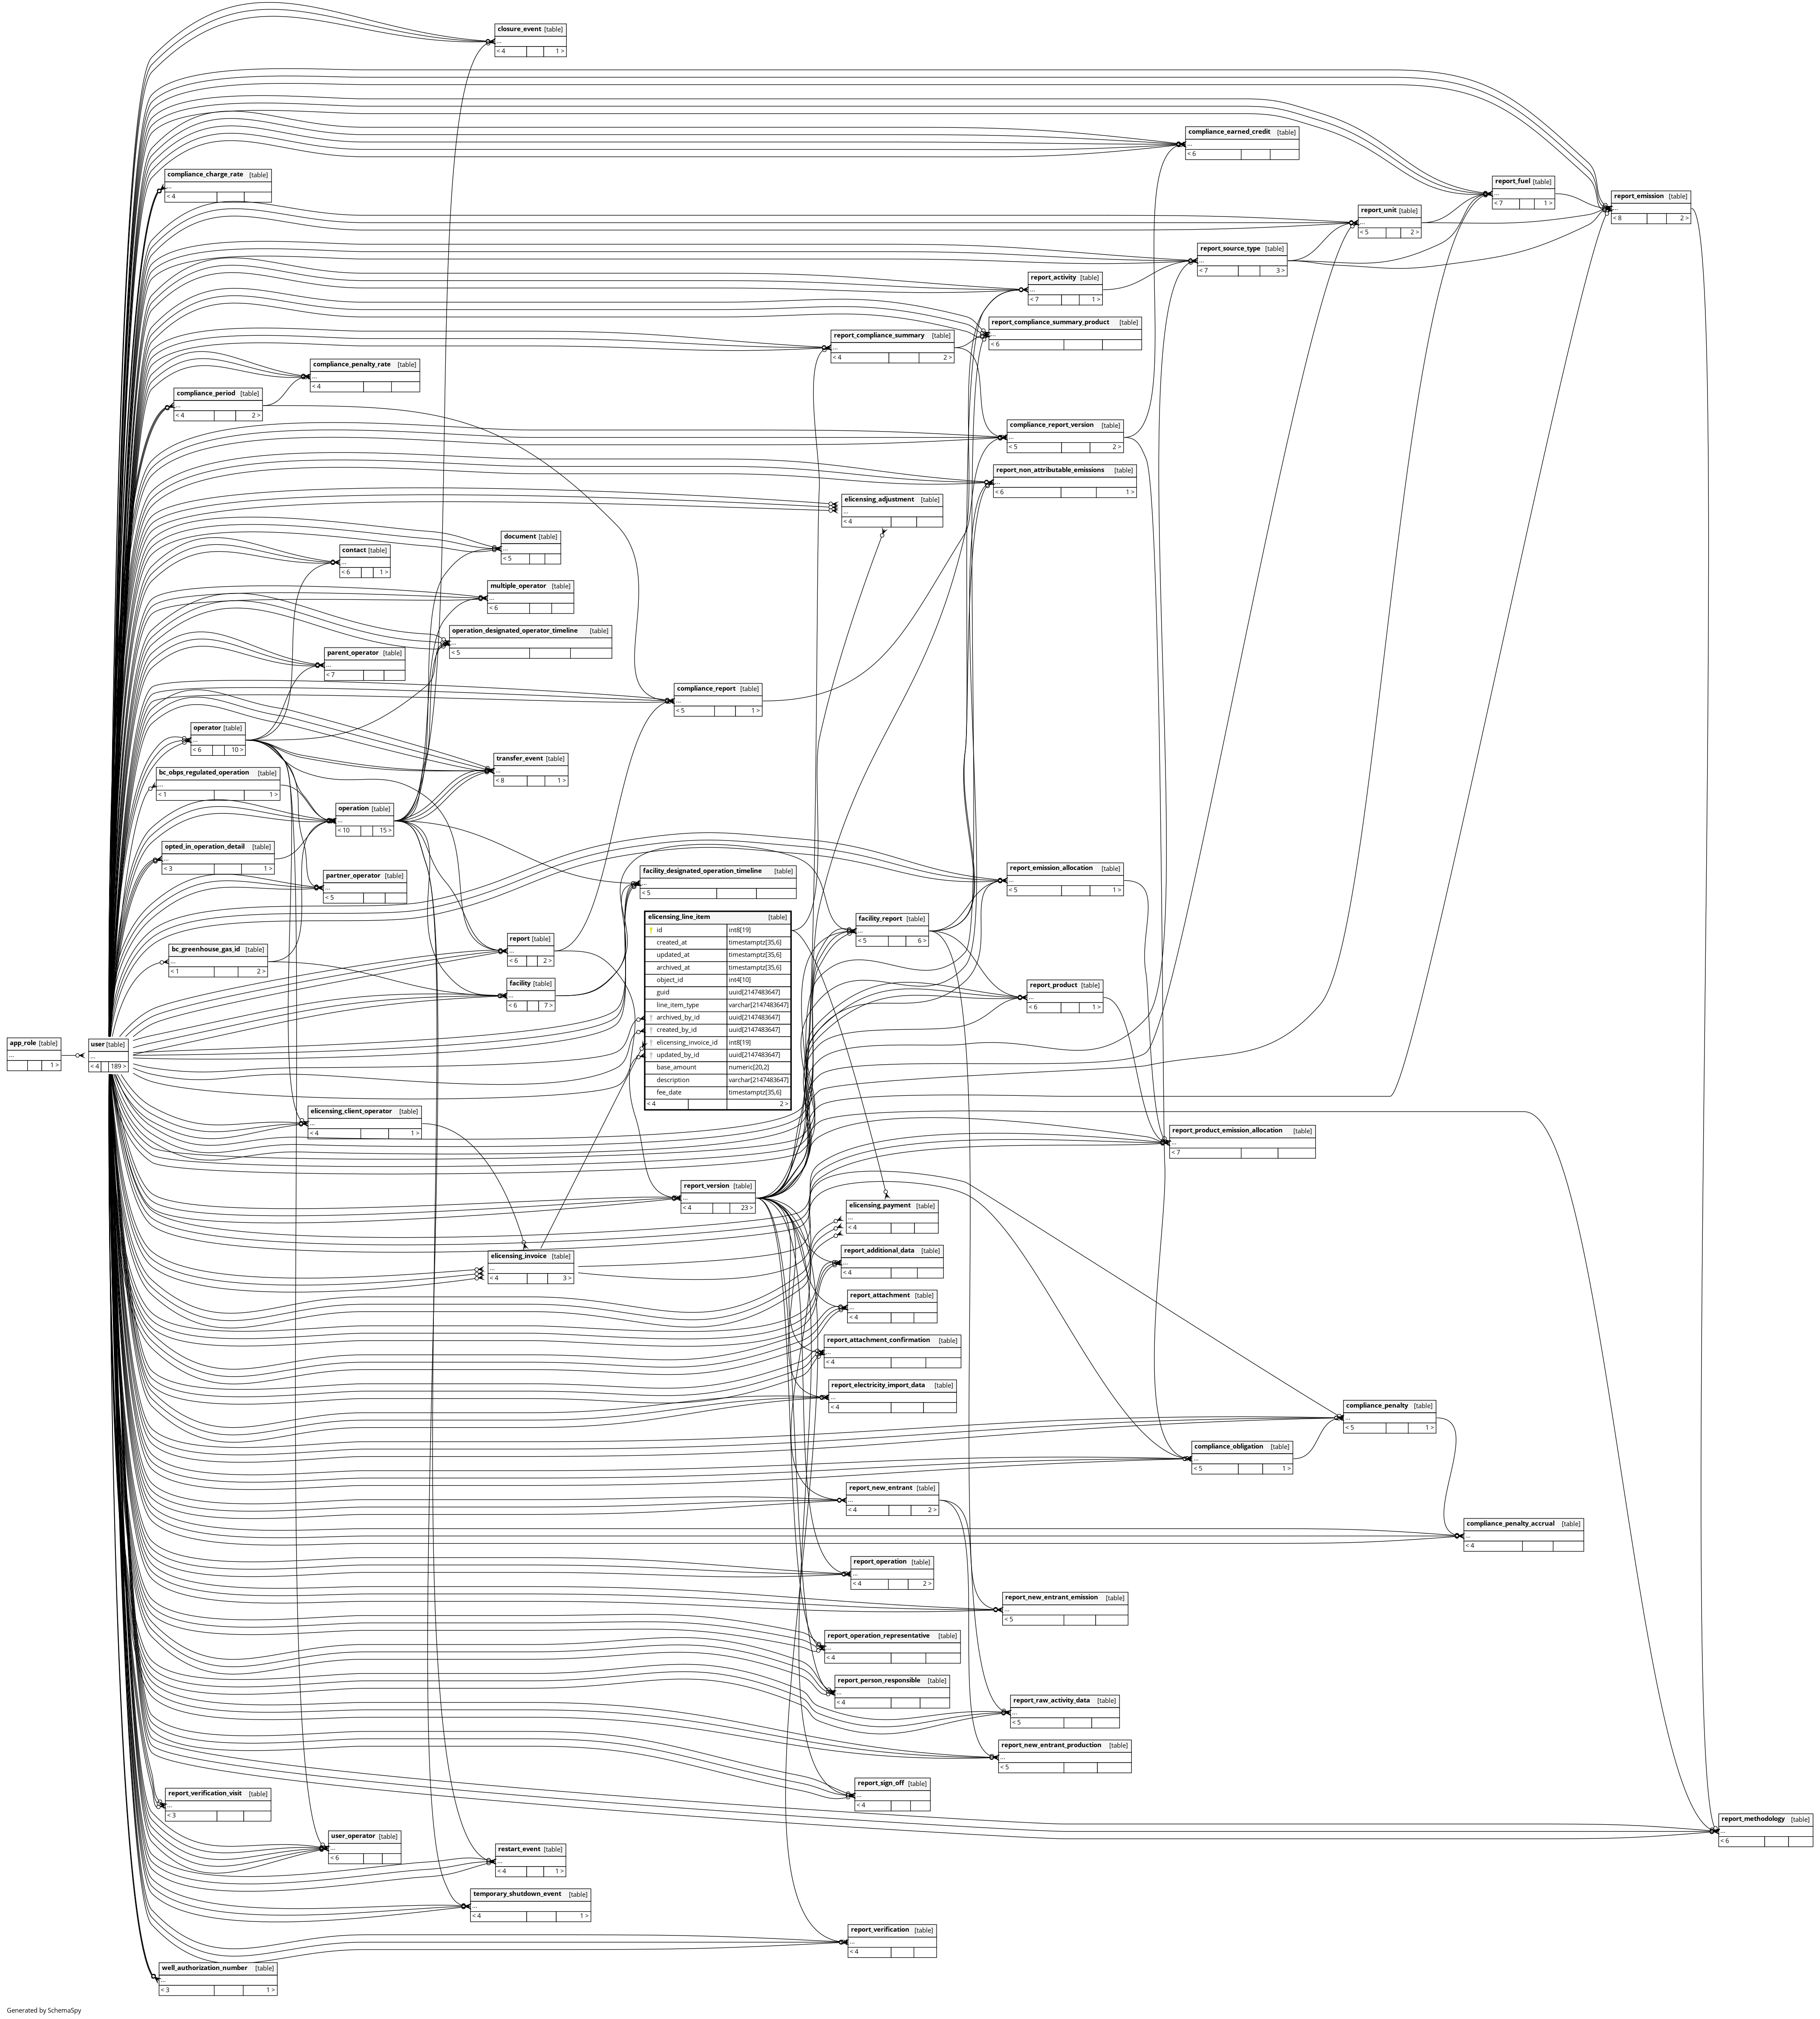 closure_event [table]
...
< 4 1 >
compliance_earned_credit [table]
...
< 6
compliance_charge_rate [table]
...
< 4
report_fuel [table]
...
< 7 1 >
report_emission [table]
...
< 8 2 >
report_unit [table]
...
< 5 2 >
report_source_type [table]
...
< 7 3 >
report_activity [table]
...
< 7 1 >
report_compliance_summary_product [table]
...
< 6
report_compliance_summary [table]
...
< 4 2 >
compliance_penalty_rate [table]
...
< 4
compliance_period [table]
...
< 4 2 >
compliance_report_version [table]
...
< 5 2 >
report_non_attributable_emissions [table]
...
< 6 1 >
elicensing_adjustment [table]
...
< 4
document [table]
...
< 5
contact [table]
...
< 6 1 >
multiple_operator [table]
...
< 6
operation_designated_operator_timeline [table]
...
< 5
parent_operator [table]
...
< 7
compliance_report [table]
...
< 5 1 >
operator [table]
...
< 6 10 >
transfer_event [table]
...
< 8 1 >
bc_obps_regulated_operation [table]
...
< 1 1 >
operation [table]
...
< 10 15 >
opted_in_operation_detail [table]
...
< 3 1 >
partner_operator [table]
...
< 5
facility_designated_operation_timeline [table]
...
< 5
report_emission_allocation [table]
...
< 5 1 >
elicensing_line_item [table]
id int8[19]
created_at timestamptz[35,6]
updated_at timestamptz[35,6]
archived_at timestamptz[35,6]
object_id int4[10]
guid uuid[2147483647]
line_item_type varchar[2147483647]
archived_by_id uuid[2147483647]
created_by_id uuid[2147483647]
elicensing_invoice_id int8[19]
updated_by_id uuid[2147483647]
base_amount numeric[20,2]
description varchar[2147483647]
fee_date timestamptz[35,6]
< 4 2 >
facility_report [table]
...
< 5 6 >
report [table]
...
< 6 2 >
bc_greenhouse_gas_id [table]
...
< 1 2 >
facility [table]
...
< 6 7 >
report_product [table]
...
< 6 1 >
app_role [table]
...
1 >
user [table]
...
< 4 189 >
elicensing_client_operator [table]
...
< 4 1 >
report_product_emission_allocation [table]
...
< 7
report_version [table]
...
< 4 23 >
elicensing_payment [table]
...
< 4
elicensing_invoice [table]
...
< 4 3 >
report_additional_data [table]
...
< 4
report_attachment [table]
...
< 4
report_attachment_confirmation [table]
...
< 4
report_electricity_import_data [table]
...
< 4
compliance_penalty [table]
...
< 5 1 >
compliance_obligation [table]
...
< 5 1 >
report_new_entrant [table]
...
< 4 2 >
compliance_penalty_accrual [table]
...
< 4
report_operation [table]
...
< 4 2 >
report_new_entrant_emission [table]
...
< 5
report_operation_representative [table]
...
< 4
report_person_responsible [table]
...
< 4
report_raw_activity_data [table]
...
< 5
report_new_entrant_production [table]
...
< 5
report_sign_off [table]
...
< 4
report_verification_visit [table]
...
< 3
report_methodology [table]
...
< 6
user_operator [table]
...
< 6
restart_event [table]
...
< 4 1 >
temporary_shutdown_event [table]
...
< 4 1 >
report_verification [table]
...
< 4
well_authorization_number [table]
...
< 3 1 >
Generated by SchemaSpy